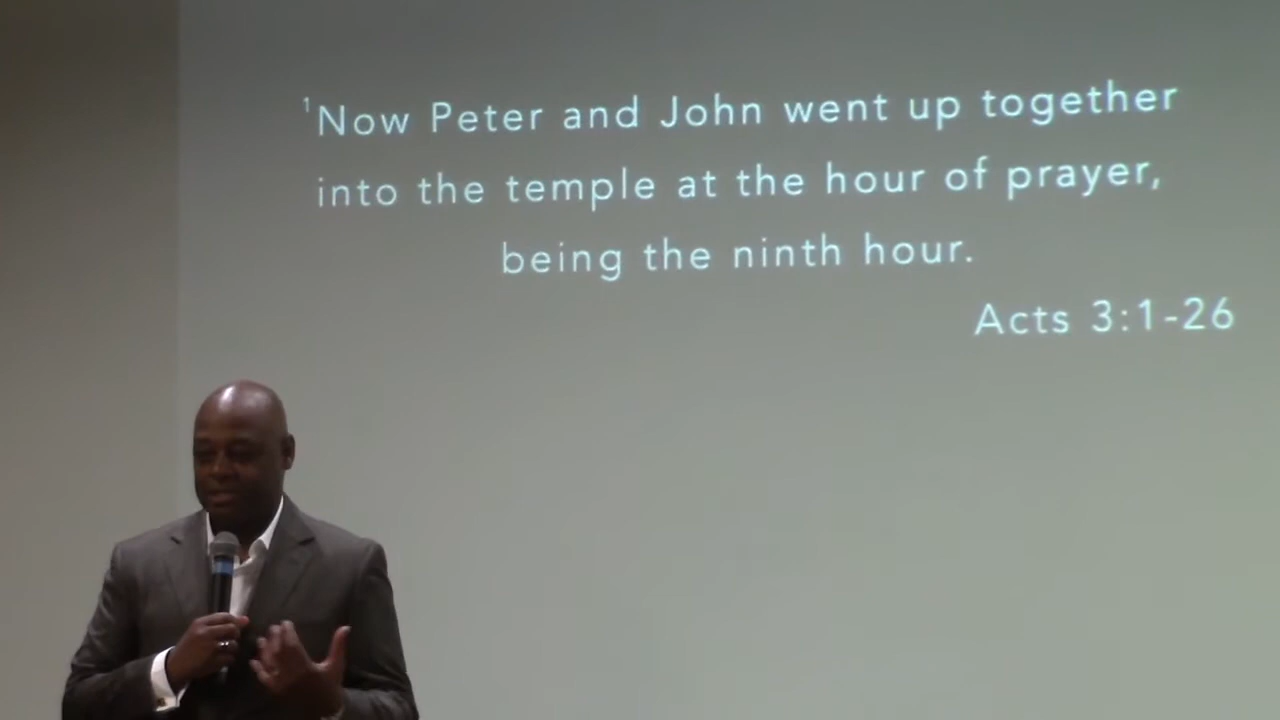 ¹Now Peter and John went up together
into the temple at the hour of prayer,
being the ninth hour.
Acts 3:1-26